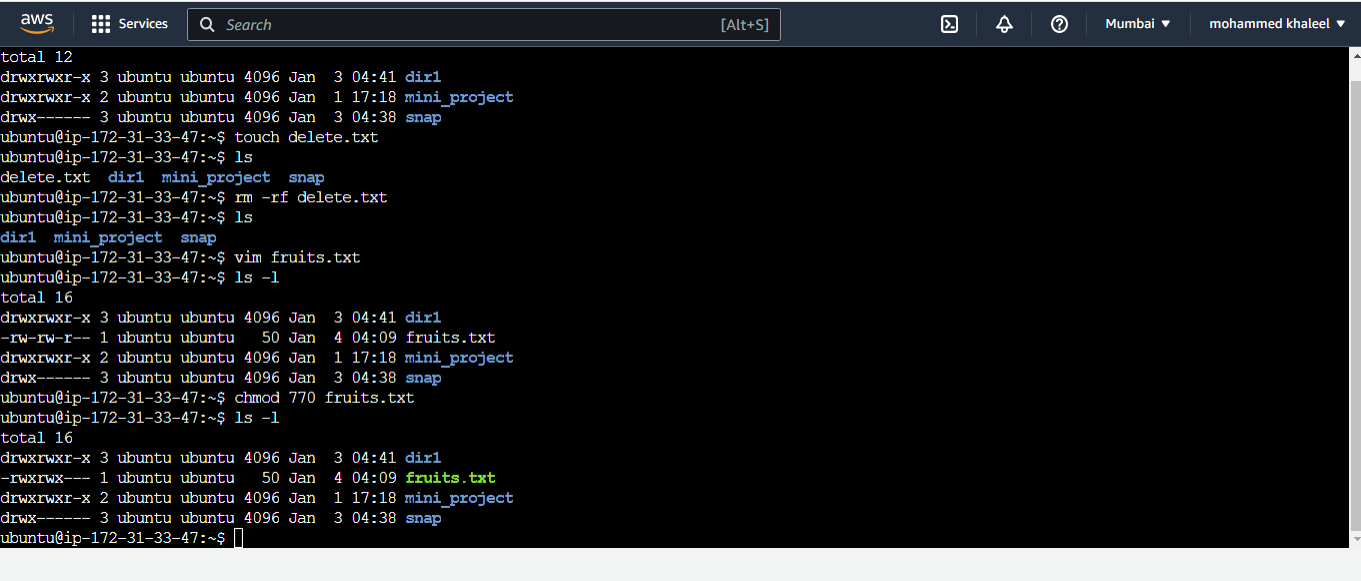 aws Services Search [Alt+S] Mumbai mohammed khaleel
total 12
drwxrwxr-x 3 ubuntu ubuntu 4096 Jan  3 04:41 dir1
drwxrwxr-x 2 ubuntu ubuntu 4096 Jan  1 17:18 mini_project
drwx------ 3 ubuntu ubuntu 4096 Jan  3 04:38 snap
ubuntu@ip-172-31-33-47:~$ touch delete.txt
ubuntu@ip-172-31-33-47:~$ ls
delete.txt  dir1  mini_project  snap
ubuntu@ip-172-31-33-47:~$ rm -rf delete.txt
ubuntu@ip-172-31-33-47:~$ ls
dir1  mini_project  snap
ubuntu@ip-172-31-33-47:~$ vim fruits.txt
ubuntu@ip-172-31-33-47:~$ ls -l
total 16
drwxrwxr-x 3 ubuntu ubuntu 4096 Jan  3 04:41 dir1
-rw-rw-r-- 1 ubuntu ubuntu   50 Jan  4 04:09 fruits.txt
drwxrwxr-x 2 ubuntu ubuntu 4096 Jan  1 17:18 mini_project
drwx------ 3 ubuntu ubuntu 4096 Jan  3 04:38 snap
ubuntu@ip-172-31-33-47:~$ chmod 770 fruits.txt
ubuntu@ip-172-31-33-47:~$ ls -l
total 16
drwxrwxr-x 3 ubuntu ubuntu 4096 Jan  3 04:41 dir1
-rwxrwx--- 1 ubuntu ubuntu   50 Jan  4 04:09 fruits.txt
drwxrwxr-x 2 ubuntu ubuntu 4096 Jan  1 17:18 mini_project
drwx------ 3 ubuntu ubuntu 4096 Jan  3 04:38 snap
ubuntu@ip-172-31-33-47:~$